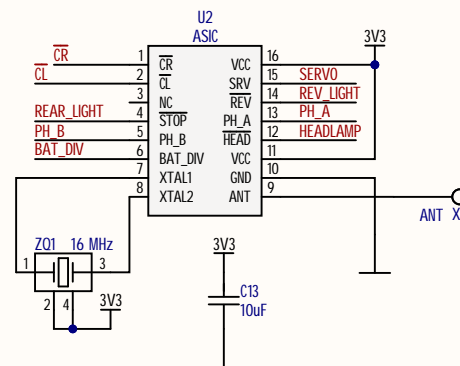 U2
ASIC
3V3
CR 1 CR VCC 16
CL 2 CL SRV 15 SERVO
3 NC REV 14 REV_LIGHT
REAR_LIGHT 4 STOP PH_A 13 PH_A
PH_B 5 PH_B HEAD 12 HEADLAMP
BAT_DIV 6 BAT_DIV VCC 11
7 XTAL1 GND 10
8 XTAL2 ANT 9
ANT X
ZQ1 16 MHz 3V3
1 3
2 4 3V3
C13
10uF